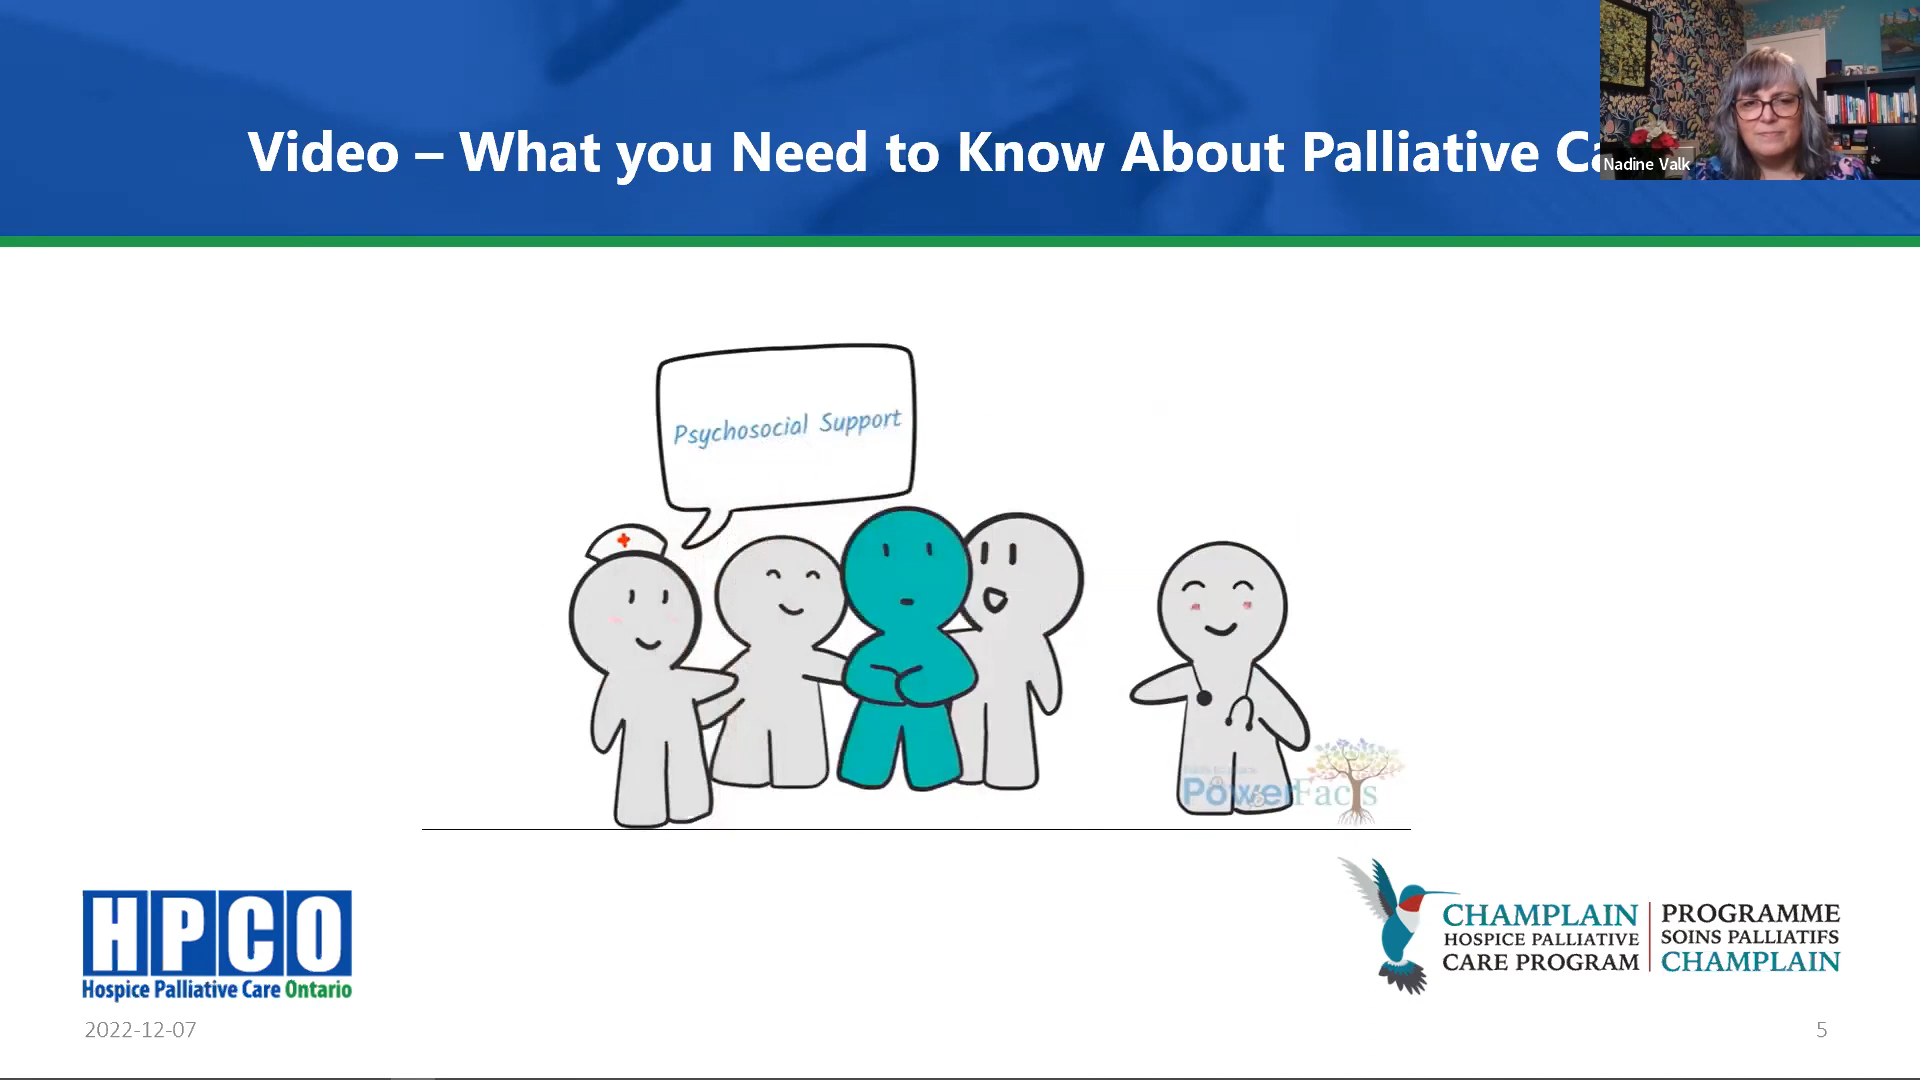 Video – What you Need to Know About Palliative Ca
Nadine Valk
Psychosocial Support
PowerFacts
HPCO
Hospice Palliative Care Ontario
CHAMPLAIN
HOSPICE PALLIATIVE
CARE PROGRAM
PROGRAMME
SOINS PALLIATIFS
CHAMPLAIN
2022-12-07
5